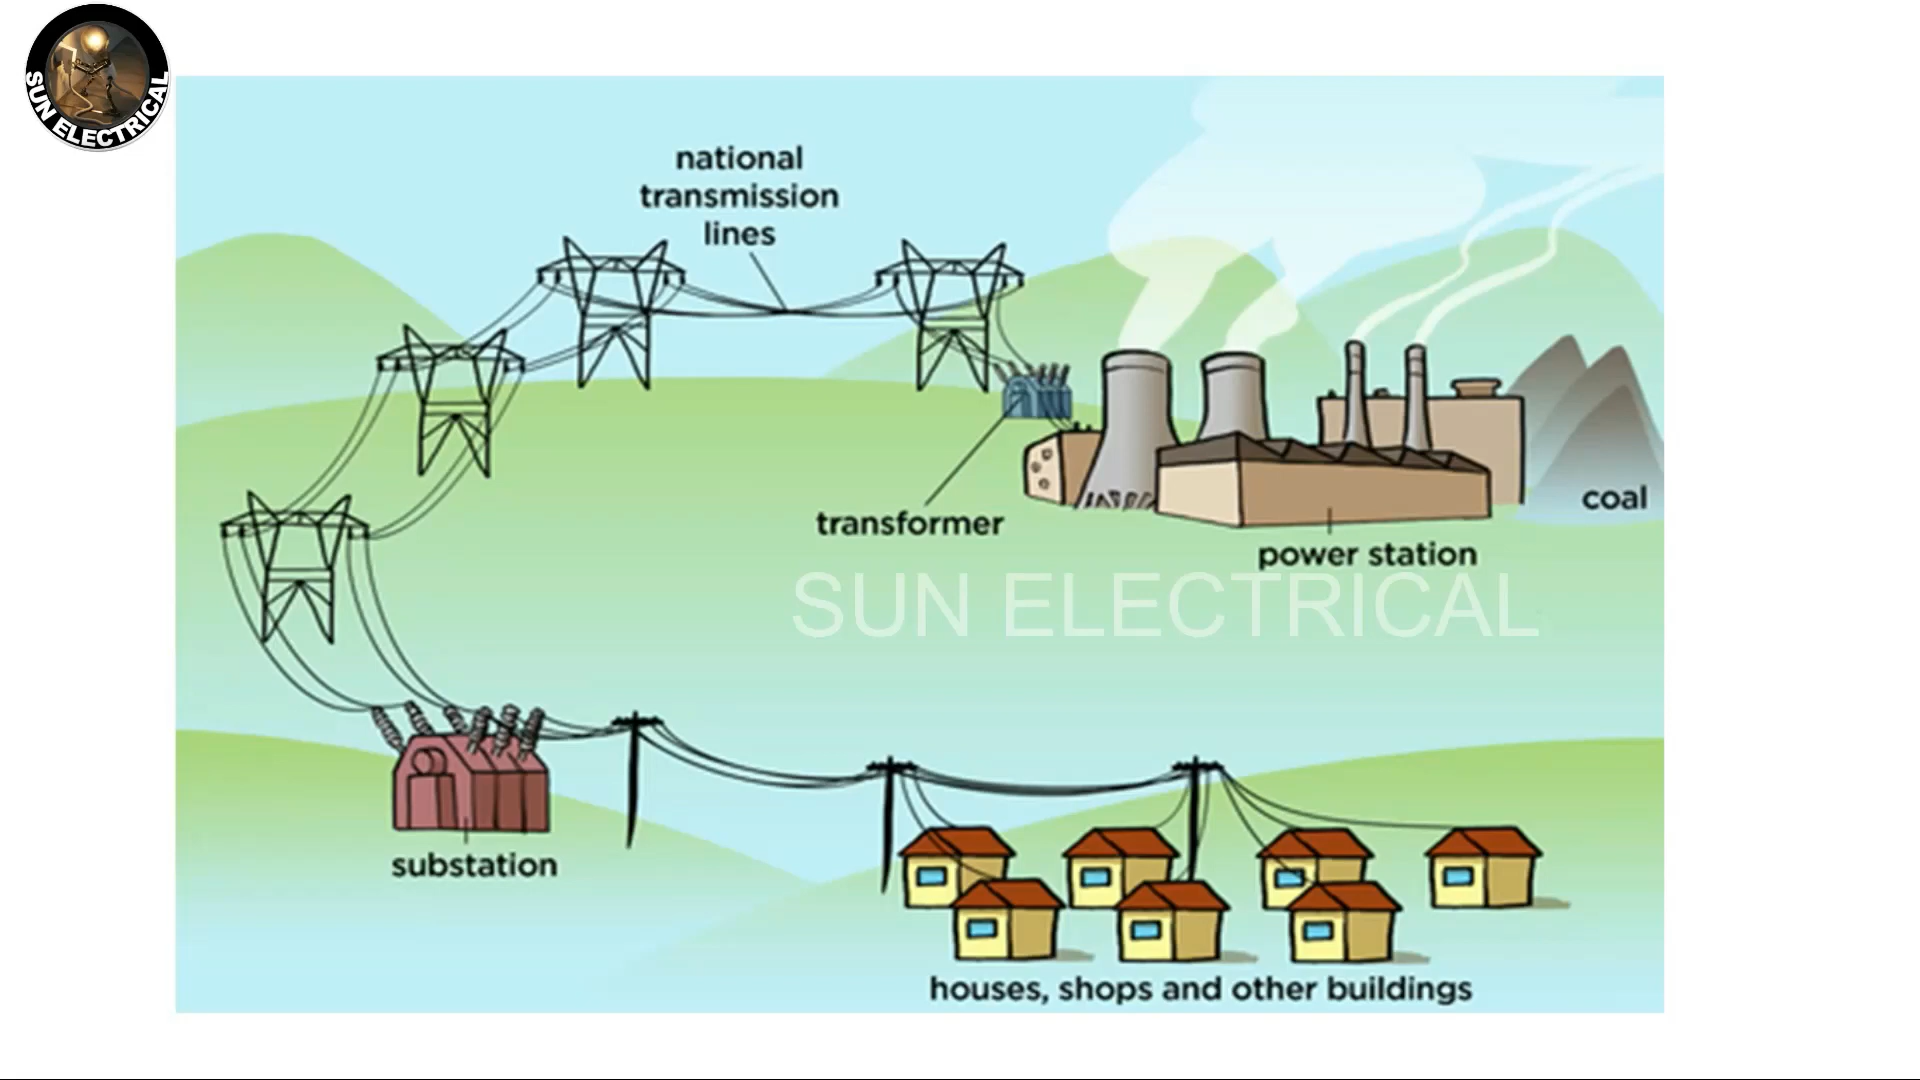 SUN ELECTRICAL
national
transmission
lines
transformer
coal
power station
SUN ELECTRICAL
substation
houses, shops and other buildings